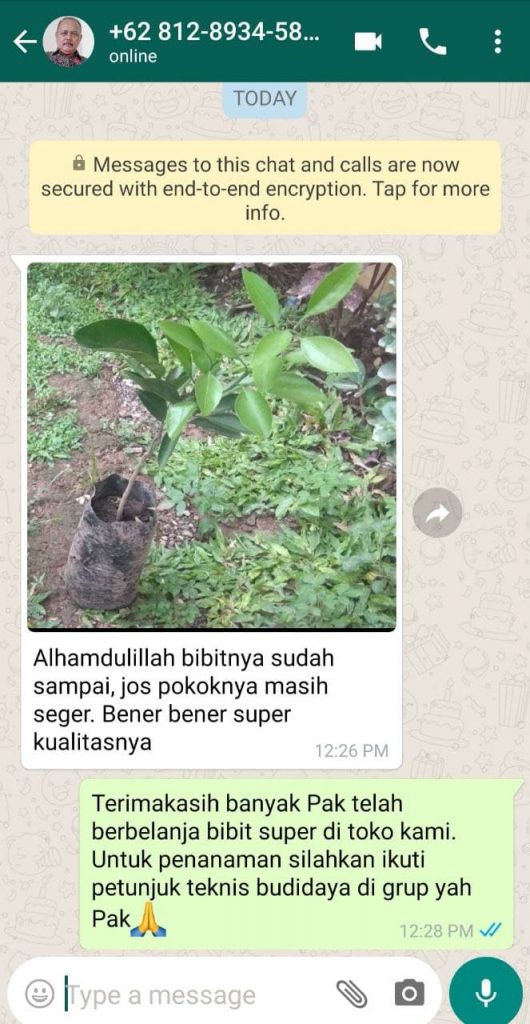 +62 812-8934-58...
online
TODAY
Messages to this chat and calls are now
secured with end-to-end encryption. Tap for more
info.
Alhamdulillah bibitnya sudah
sampai, jos pokoknya masih
seger. Bener bener super
kualitasnya
12:26 PM
Terimakasih banyak Pak telah
berbelanja bibit super di toko kami.
Untuk penanaman silahkan ikuti
petunjuk teknis budidaya di grup yah
Pak🙏
12:28 PM
Type a message